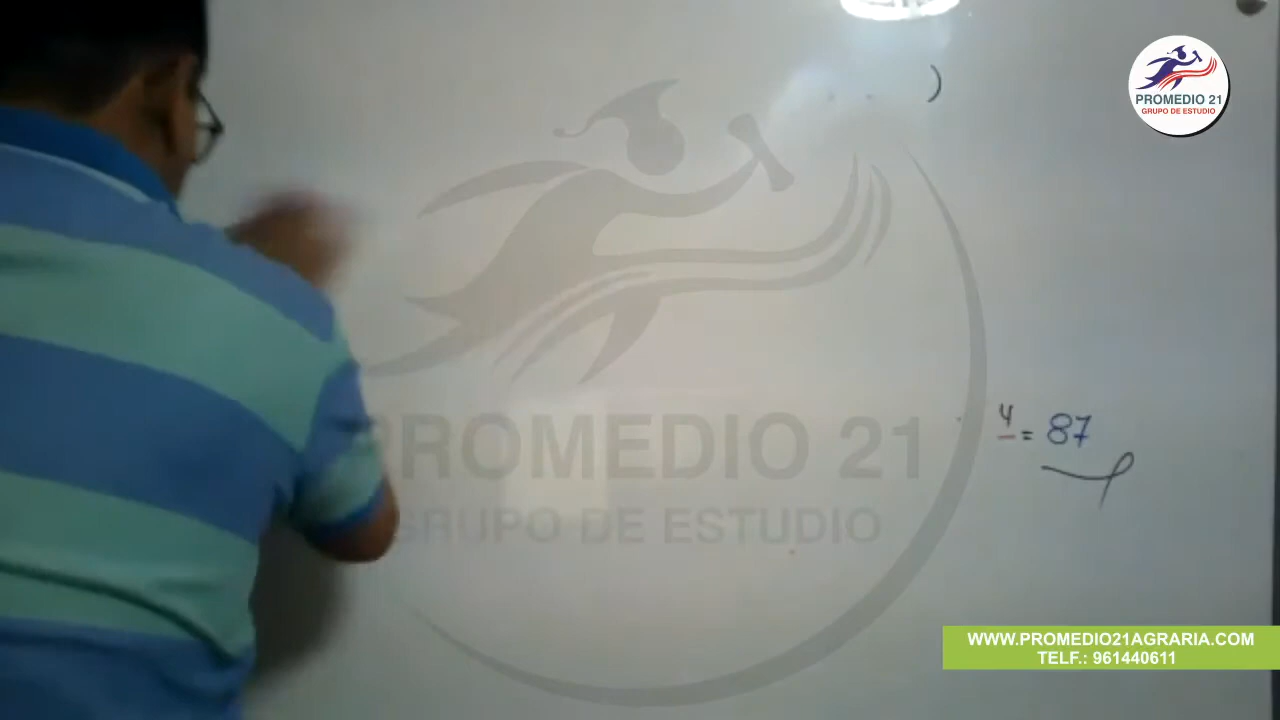 )
PROMEDIO 21
GRUPO DE ESTUDIO
PROMEDIO 21
GRUPO DE ESTUDIO
4 = 87
WWW.PROMEDIO21AGRARIA.COM
TELF.: 961440611